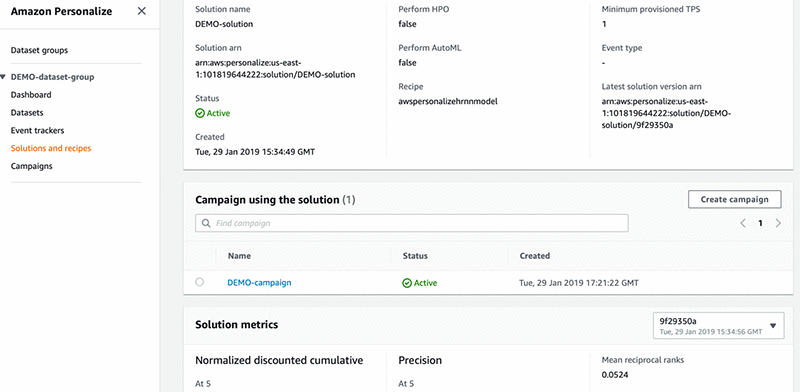 Amazon Personalize
Dataset groups
DEMO-dataset-group
Dashboard
Datasets
Event trackers
Solutions and recipes
Campaigns
Solution name
DEMO-solution
Solution arn
arn:aws:personalize:us-east-
1:101819644222:solution/DEMO-solution
Status
Active
Created
Tue, 29 Jan 2019 15:34:49 GMT
Perform HPO
false
Perform AutoML
false
Recipe
awspersonalizehrnnmodel
Minimum provisioned TPS
1
Event type
-
Latest solution version arn
arn:aws:personalize:us-east-
1:101819644222:solution/DEMO-
solution/9f29350a
Campaign using the solution (1)
Create campaign
Find campaign
1
Name Status Created
DEMO-campaign Active Tue, 29 Jan 2019 17:21:22 GMT
Solution metrics
9f29350a
Tue, 29 Jan 2019 15:34:56 GMT
Normalized discounted cumulative
At 5
Precision
At 5
Mean reciprocal ranks
0.0524